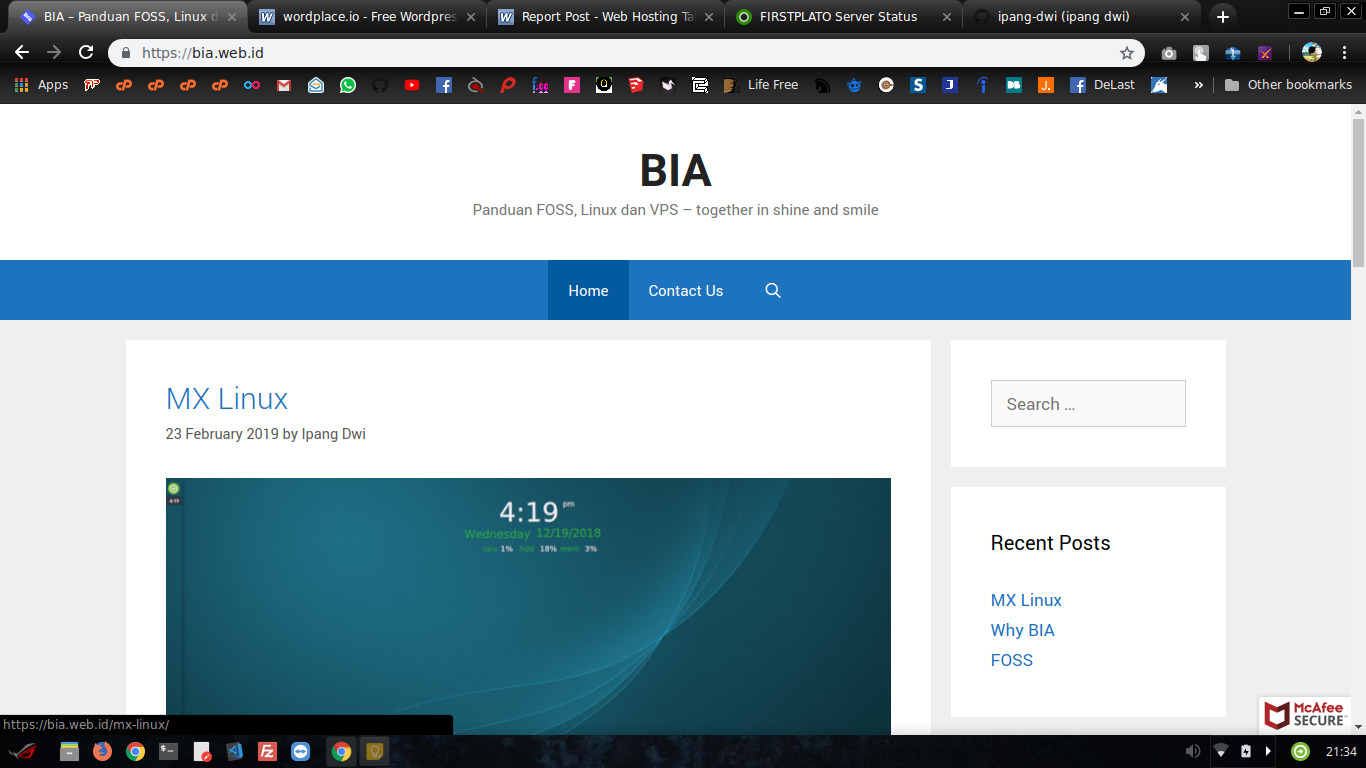 BIA – Panduan FOSS, Linux d
wordplace.io - Free Wordpres
Report Post - Web Hosting Tal
FIRSTPLATO Server Status
ipang-dwi (ipang dwi)
https://bia.web.id
Apps
Life Free
DeLast
»
Other bookmarks
BIA
Panduan FOSS, Linux dan VPS – together in shine and smile
Home
Contact Us
MX Linux
23 February 2019 by Ipang Dwi
4:19 pm
Wednesday 12/19/2018
cpu 1% hdd 18% mem 3%
Search …
Recent Posts
MX Linux
Why BIA
FOSS
McAfee
SECURE
https://bia.web.id/mx-linux/
21:34